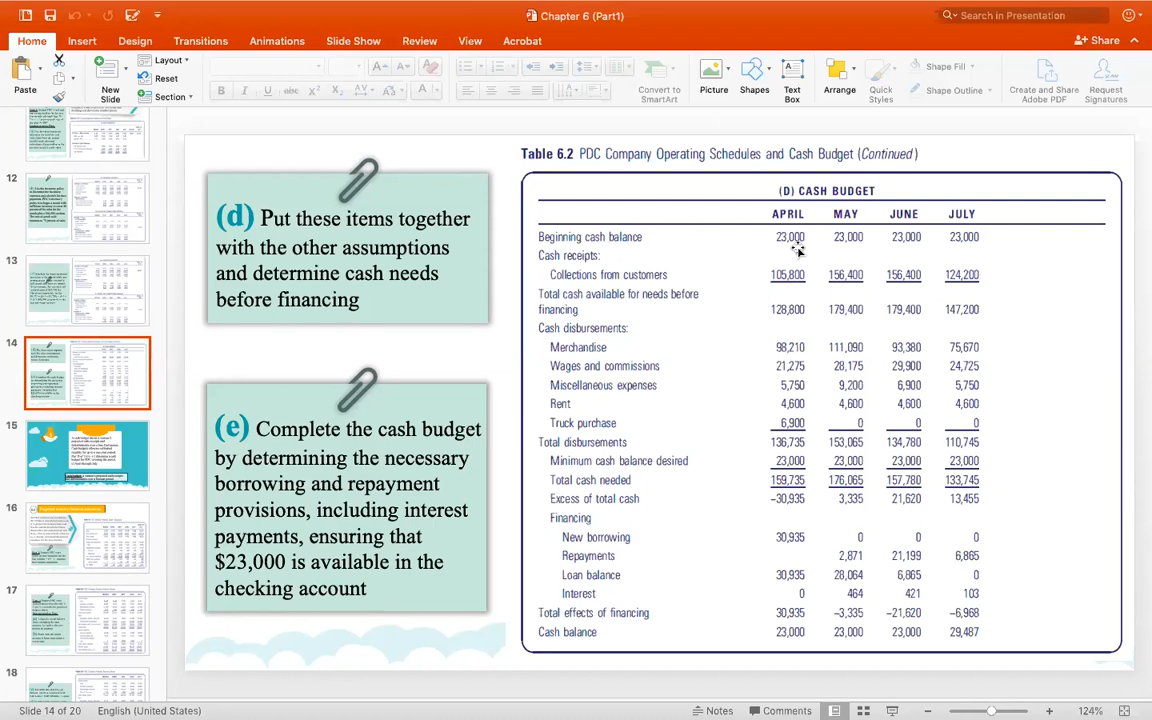 Chapter 6 (Part1)
Search in Presentation
Home Insert Design Transitions Animations Slide Show Review View Acrobat
Share
Paste
New
Slide
Layout
Reset
Section
Convert to
SmartArt
Picture
Shapes
Text
Box
Arrange
Quick
Styles
Shape Fill
Shape Outline
Create and Share
Adobe PDF
Request
Signatures
12
13
14
15
16
17
18
(d) Put these items together
with the other assumptions
and determine cash needs
before financing
(e) Complete the cash budget
by determining the necessary
borrowing and repayment
provisions, including interest
payments, ensuring that
$23,000 is available in the
checking account
Table 6.2 PDC Company Operating Schedules and Cash Budget (Continued)
(D) CASH BUDGET
APRIL MAY JUNE JULY
Beginning cash balance 23,000 23,000 23,000 23,000
Cash receipts:
Collections from customers 105,800 156,400 156,400 124,200
Total cash available for needs before
financing 128,800 179,400 179,400 147,200
Cash disbursements:
Merchandise 98,210 111,090 93,380 75,670
Wages and commissions 21,275 28,175 29,900 24,725
Miscellaneous expenses 5,750 9,200 6,900 5,750
Rent 4,600 4,600 4,600 4,600
Truck purchase 6,900 0 0 0
Total disbursements 136,735 153,065 134,780 110,745
Minimum cash balance desired 23,000 23,000 23,000 23,000
Total cash needed 159,735 176,065 157,780 133,745
Excess of total cash −30,935 3,335 21,620 13,455
Financing
New borrowing 30,935 0 0 0
Repayments 2,871 21,199 6,865
Loan balance 30,935 28,064 6,865 0
Interest 0 464 421 103
Total effects of financing 30,935 −3,335 −21,620 −6,968
Cash balance 23,000 23,000 23,000 29,487
Slide 14 of 20 English (United States)
Notes Comments 124%